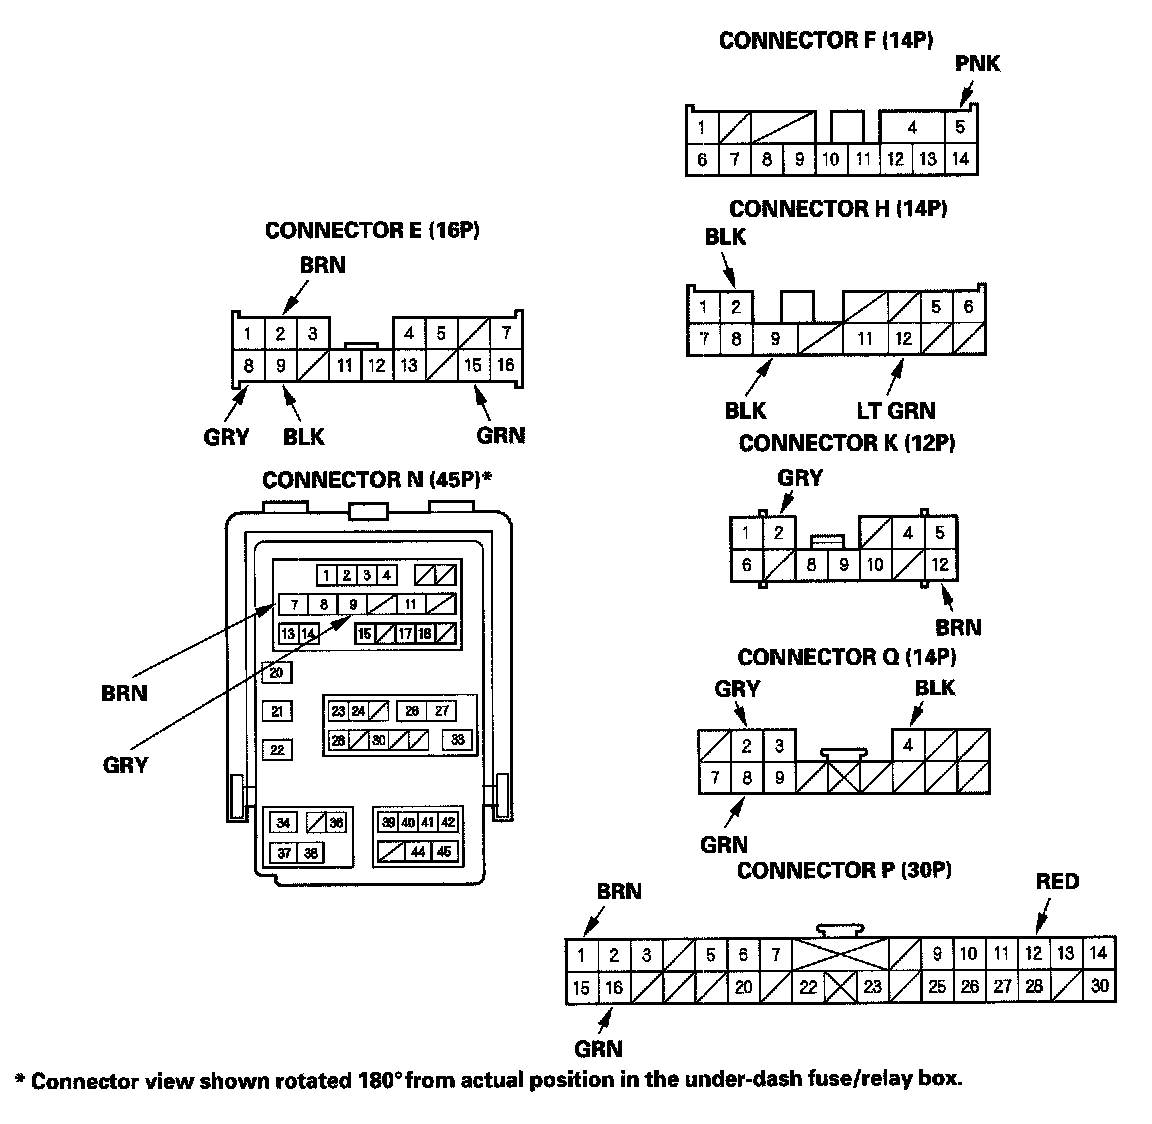 CONNECTOR F (14P)
PNK
1 4 5
6 7 8 9 10 11 12 13 14
CONNECTOR H (14P)
BLK
1 2 5 6
7 8 9 11 12
BLK LT GRN
CONNECTOR E (16P)
BRN
1 2 3 4 5 7
8 9 11 12 13 15 16
GRY BLK GRN
CONNECTOR K (12P)
GRY
1 2 4 5
6 8 9 10 12
BRN
CONNECTOR N (45P)*
1 2 3 4
7 8 9 11
13 14 15 17 18
20
BRN
21
22
GRY
23 24 26 27
28 30 33
34 36 39 40 41 42
37 38 44 45
CONNECTOR Q (14P)
GRY BLK
2 3 4
7 8 9
GRN
CONNECTOR P (30P)
BRN RED
1 2 3 5 6 7 9 10 11 12 13 14
15 16 20 22 23 25 26 27 28 30
GRN
* Connector view shown rotated 180° from actual position in the under-dash fuse/relay box.